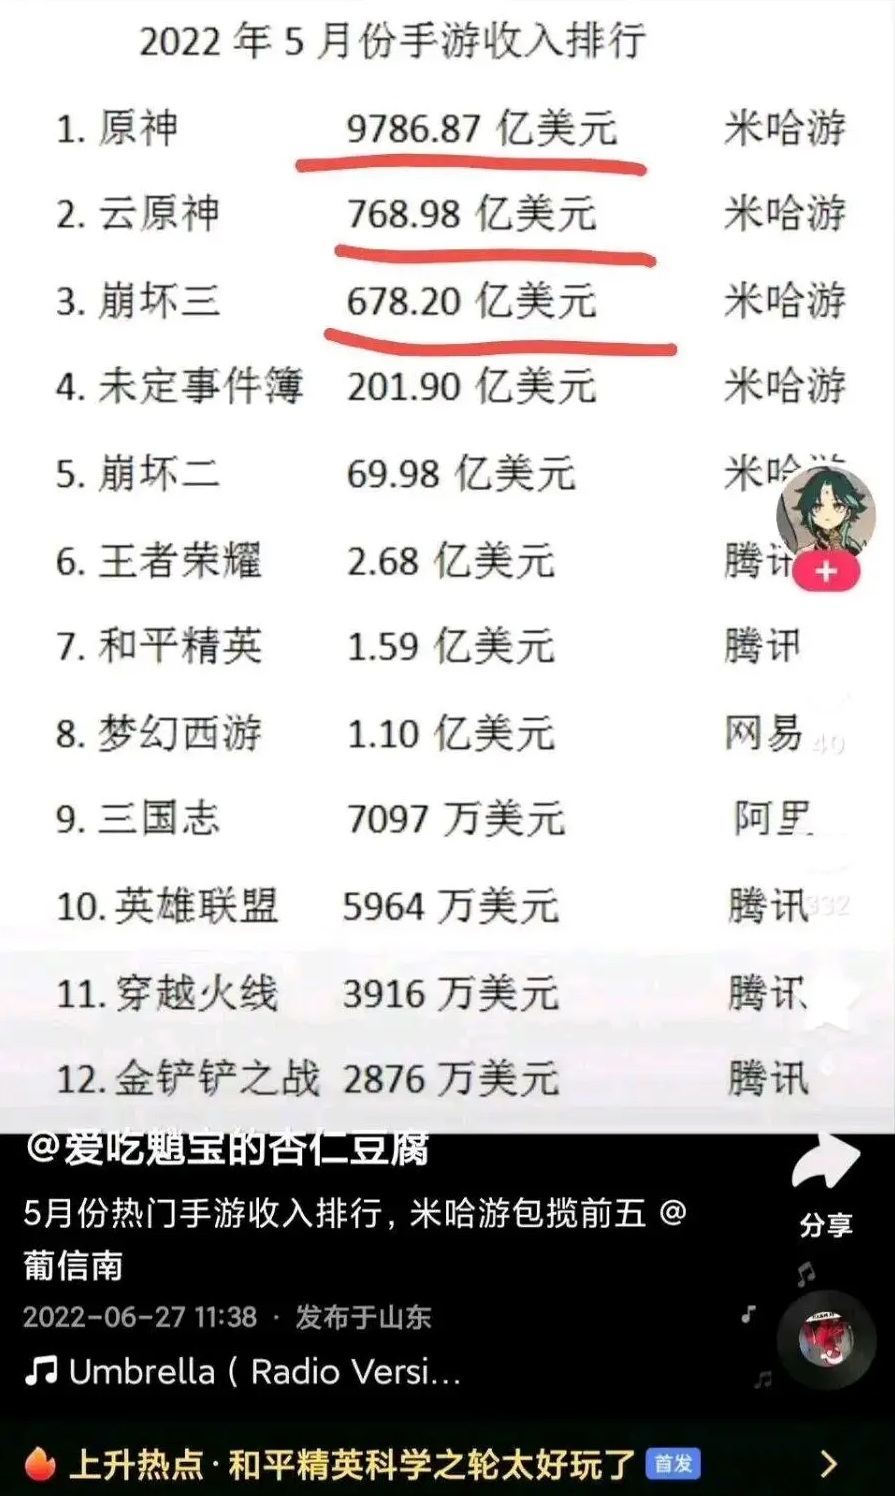 2022 年 5 月份手游收入排行
1. 原神 9786.87 亿美元 米哈游
2. 云原神 768.98 亿美元 米哈游
3. 崩坏三 678.20 亿美元 米哈游
4. 未定事件簿 201.90 亿美元 米哈游
5. 崩坏二 69.98 亿美元 米哈游
6. 王者荣耀 2.68 亿美元 腾讯
7. 和平精英 1.59 亿美元 腾讯
8. 梦幻西游 1.10 亿美元 网易
40
9. 三国志 7097 万美元 阿里
10. 英雄联盟 5964 万美元 腾讯
332
11. 穿越火线 3916 万美元 腾讯
12. 金铲铲之战 2876 万美元 腾讯
@爱吃魈宝的杏仁豆腐
5月份热门手游收入排行，米哈游包揽前五 @
葡信南
分享
2022-06-27 11:38 · 发布于山东
Umbrella ( Radio Versi...
上升热点 · 和平精英科学之轮太好玩了 首发